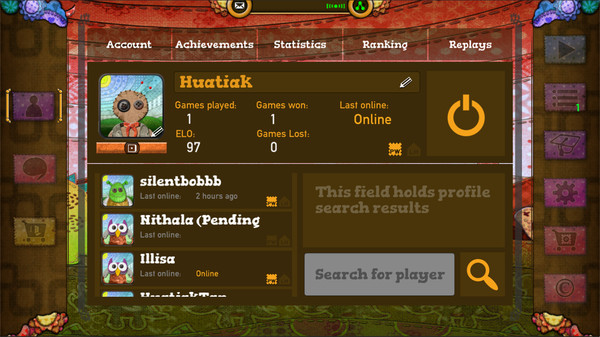 Account Achievements Statistics Ranking Replays
Huatiak
Games played: Games won: Last online:
1 1 Online
ELO: Games Lost:
97 0
silentbobbb
Last online: 2 hours ago
Nithala (Pending
Last online:
Illisa
Last online: Online
This field holds profile
search results
Search for player
1